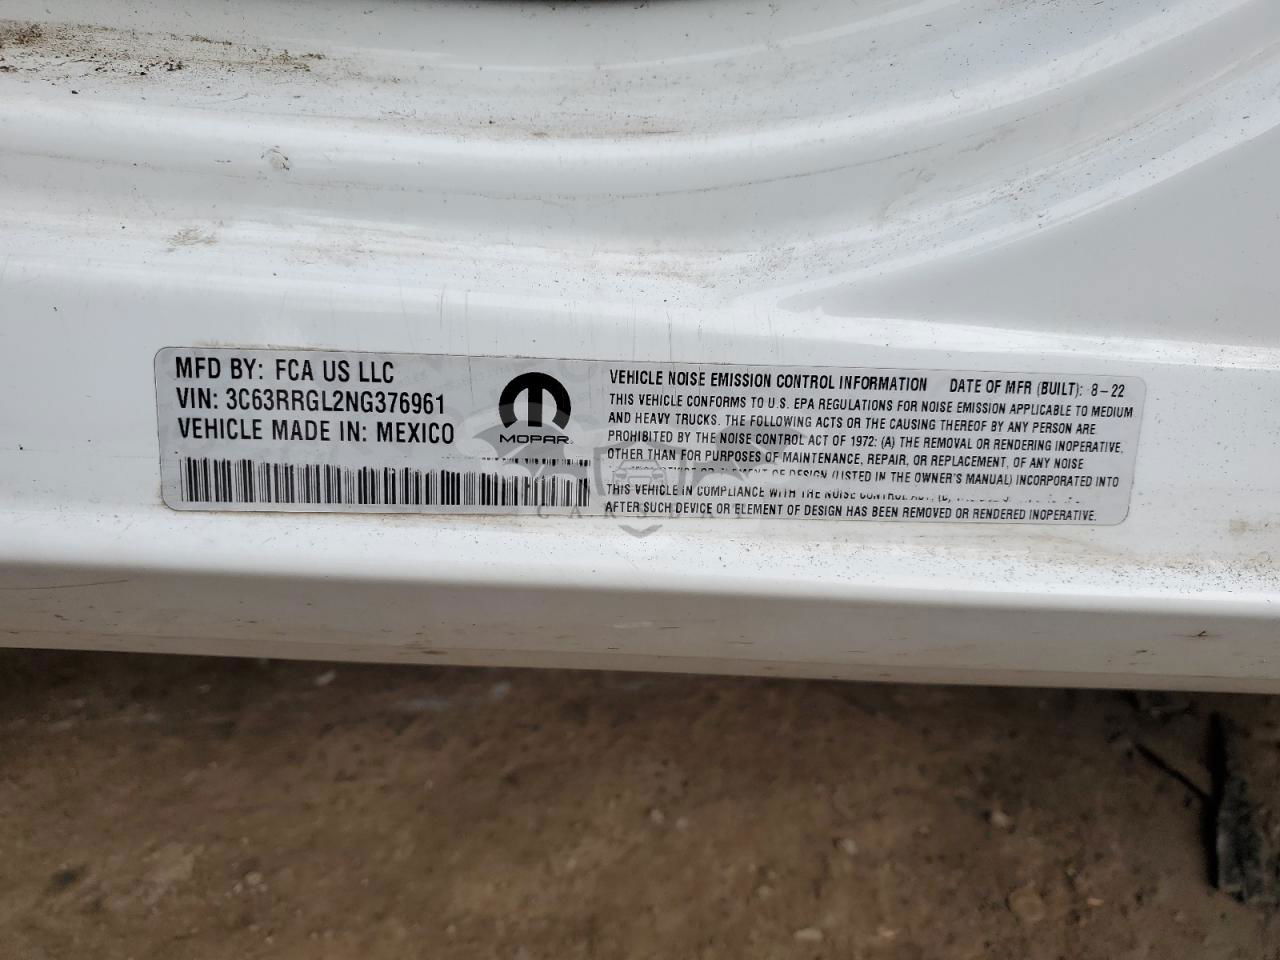 MFD BY: FCA US LLC
VIN: 3C63RRGL2NG376961
VEHICLE MADE IN: MEXICO
MOPAR
VEHICLE NOISE EMISSION CONTROL INFORMATION DATE OF MFR (BUILT): 8-22
THIS VEHICLE CONFORMS TO U.S. EPA REGULATIONS FOR NOISE EMISSION APPLICABLE TO MEDIUM
AND HEAVY TRUCKS. THE FOLLOWING ACTS OR THE CAUSING THEREOF BY ANY PERSON ARE
PROHIBITED BY THE NOISE CONTROL ACT OF 1972: (A) THE REMOVAL OR RENDERING INOPERATIVE,
OTHER THAN FOR PURPOSES OF MAINTENANCE, REPAIR, OR REPLACEMENT, OF ANY NOISE
OR ELEMENT OF DESIGN (LISTED IN THE OWNER'S MANUAL) INCORPORATED INTO
THIS VEHICLE IN COMPLIANCE WITH THE NOISE CONTROL ACT,
AFTER SUCH DEVICE OR ELEMENT OF DESIGN HAS BEEN REMOVED OR RENDERED INOPERATIVE.